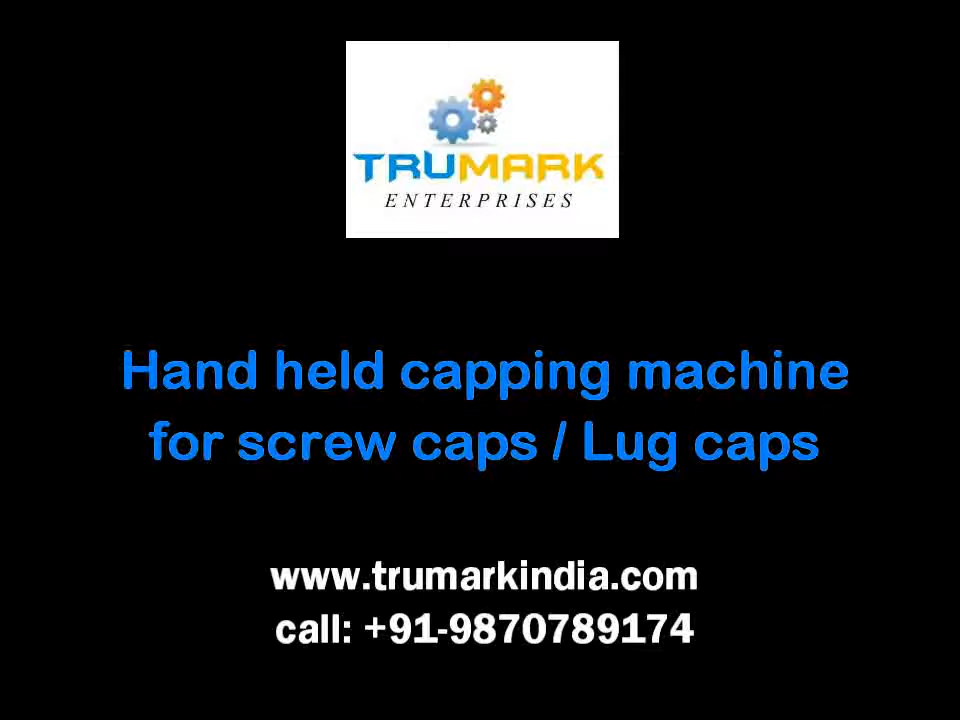 TRUMARK
ENTERPRISES
Hand held capping machine
for screw caps / Lug caps
www.trumarkindia.com
call: +91-9870789174